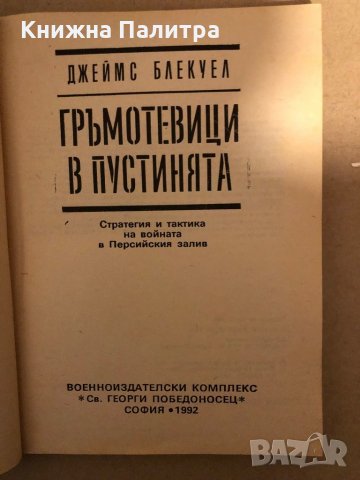 Книжна Палитра
ДЖЕЙМС БЛЕКУЕЛ
ГРЪМОТЕВИЦИ
В ПУСТИНЯТА
Стратегия и тактика
на войната
в Персийския залив
ВОЕННОИЗДАТЕЛСКИ КОМПЛЕКС
*Св. ГЕОРГИ ПОБЕДОНОСЕЦ*
СОФИЯ • 1992
BAZAR